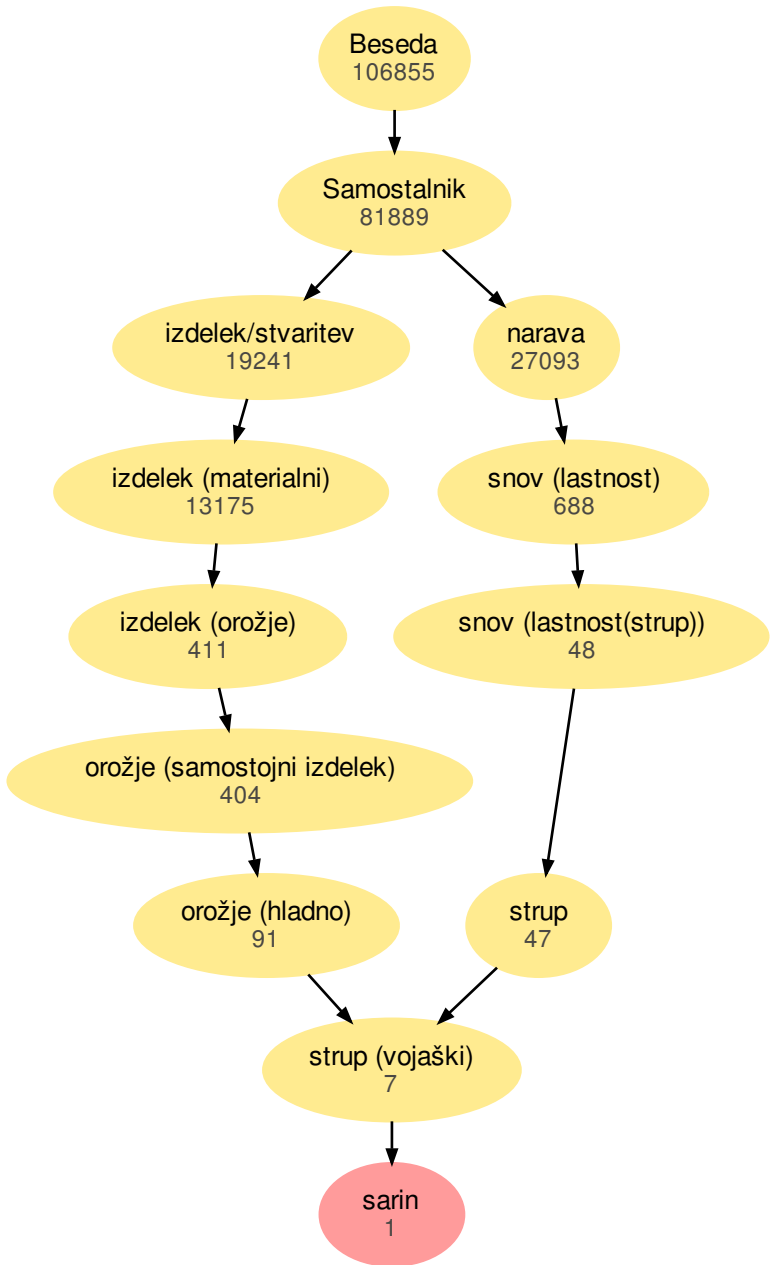 Beseda
106855
Samostalnik
81889
izdelek/stvaritev
19241
narava
27093
izdelek (materialni)
13175
snov (lastnost)
688
izdelek (orožje)
411
snov (lastnost(strup))
48
orožje (samostojni izdelek)
404
orožje (hladno)
91
strup
47
strup (vojaški)
7
sarin
1